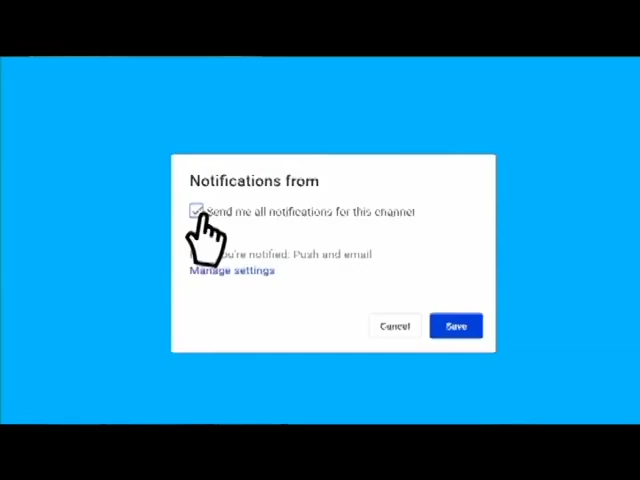 Notifications from
Send me all notifications for this channel
you're notified: Push and email
Manage settings
Cancel
Save